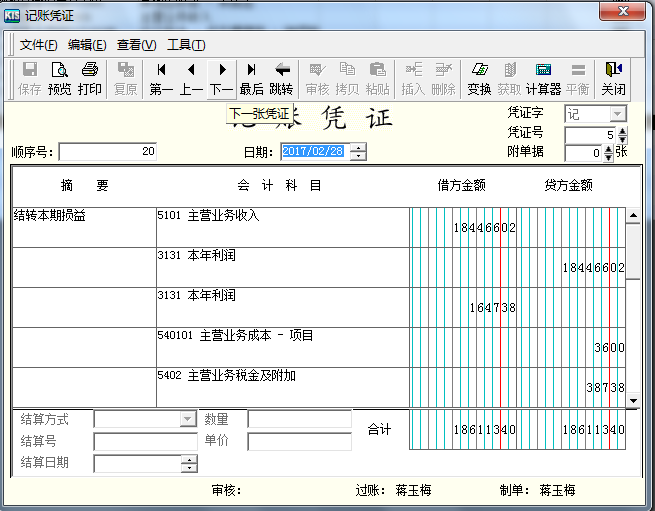 KIS 记账凭证
文件(F) 编辑(E) 查看(V) 工具(T)
保存 预览 打印 复原 第一 上一 下一 最后 跳转 审核 拷贝 粘贴 插入 删除 变换 获取 计算器 平衡 关闭
下一张凭证
记账凭证
凭证字 记
凭证号 5
顺序号: 20 日期: 2017/02/28 附单据 0 张
摘 要 会 计 科 目 借方金额 贷方金额
结转本期损益 5101 主营业务收入 18446602
3131 本年利润 18446602
3131 本年利润 164738
540101 主营业务成本 - 项目 3600
5402 主营业务税金及附加 38738
结算方式 数量
合计 18611340 18611340
结算号 单价
结算日期
审核: 过账: 蒋玉梅 制单: 蒋玉梅